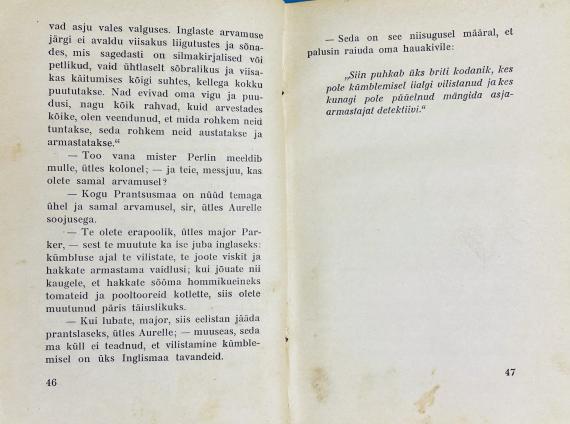 vad asju vales valguses. Inglaste arvamuse
järgi ei avaldu viisakus liigutustes ja sõna-
des, mis sagedasti on silmakirjalised või
petlikud, vaid ühtlaselt sõbralikus ja viisa-
kas käitumises kõigi suhtes, kellega kokku
puututakse. Nad evivad oma vigu ja puu-
dusi, nagu kõik rahvad, kuid arvestades
kõike, olen veendunud, et mida rohkem neid
tuntakse, seda rohkem neid austatakse ja
armastatakse.“
— Too vana mister Perlin meeldib
mulle, ütles kolonel; — ja teie, messjuu, kas
olete samal arvamusel?
— Kogu Prantsusmaa on nüüd temaga
ühel ja samal arvamusel, sir, ütles Aurelle
soojusega.
— Te olete erapoolik, ütles major Par-
ker, — sest te muutute ka ise juba inglaseks:
kümbluse ajal te vilistate, te joote viskit ja
hakkate armastama vaidlusi; kui jõuate nii
kaugele, et hakkate sööma hommikueineks
tomateid ja pooltooreid kotlette, siis olete
muutunud päris täiuslikuks.
— Kui lubate, major, siis eelistan jääda
prantslaseks, ütles Aurelle; — muuseas, seda
ma küll ei teadnud, et vilistamine kümble-
misel on üks Inglismaa tavandeid.
46
— Seda on see niisugusel määral, et
palusin raiuda oma hauakivile:
„Siin puhkab üks briti kodanik, kes
pole kümblemisel iialgi vilistanud ja kes
kunagi pole püüelnud mängida asja-
armastajat detektiivi.“
47